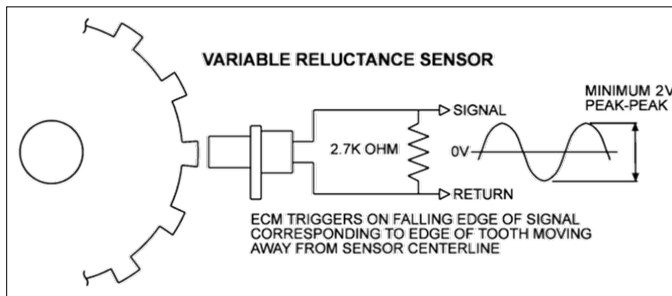 VARIABLE RELUCTANCE SENSOR
MINIMUM 2V
PEAK-PEAK
SIGNAL
2.7K OHM
0V
RETURN
ECM TRIGGERS ON FALLING EDGE OF SIGNAL
CORRESPONDING TO EDGE OF TOOTH MOVING
AWAY FROM SENSOR CENTERLINE